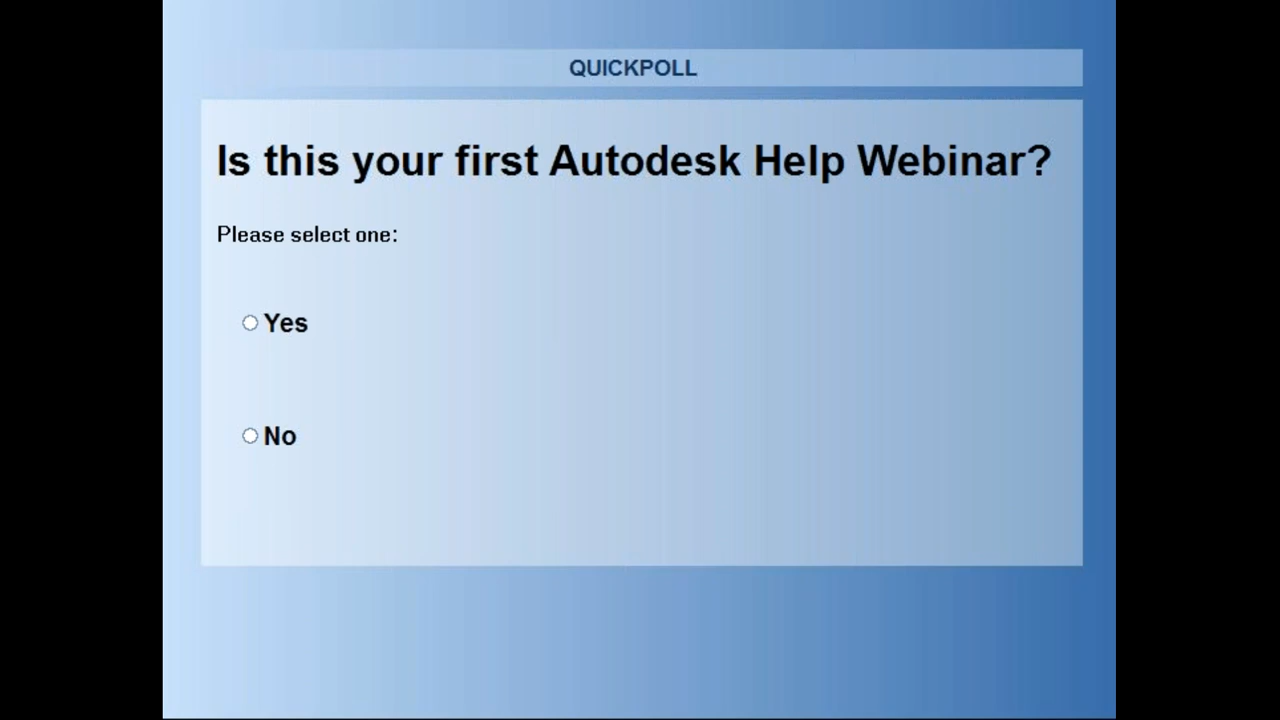 QUICKPOLL
Is this your first Autodesk Help Webinar?
Please select one:
Yes
No